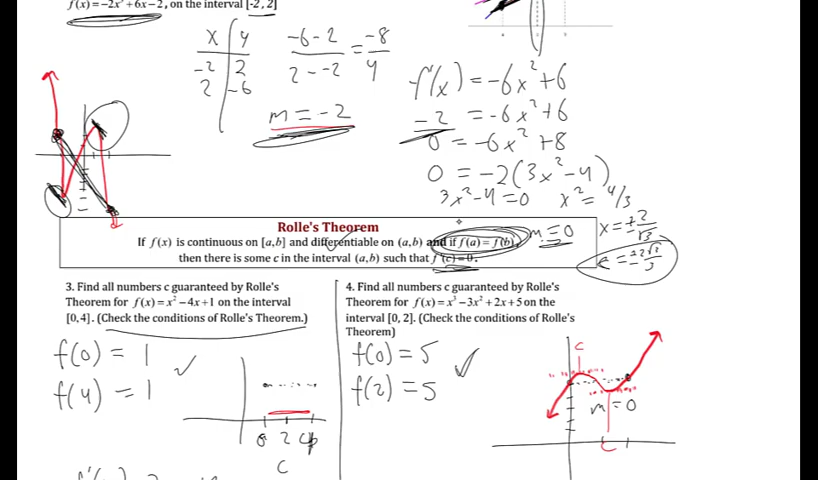 f(x)=-2x³+6x-2, on the interval [-2, 2]
x y
-2 2
2 -6
-6-2 / 2--2 = -8/4
m = -2
f'(x) = -6x²+6
-2 = -6x²+6
0 = -6x²+8
0 = -2(3x²-4)
3x²-4=0 x²=4/3
x=±2/√3
c=±2√3/3
Rolle's Theorem
If f(x) is continuous on [a,b] and differentiable on (a,b) and if f(a)=f(b),
then there is some c in the interval (a,b) such that f'(c)=0.
m=0
3. Find all numbers c guaranteed by Rolle's
Theorem for f(x)=x²-4x+1 on the interval
[0,4]. (Check the conditions of Rolle's Theorem.)
f(0) = 1
f(4) = 1
2
c
4. Find all numbers c guaranteed by Rolle's
Theorem for f(x)=x³-3x²+2x+5 on the
interval [0, 2]. (Check the conditions of Rolle's
Theorem)
f(0) = 5
f(2) = 5
c
m=0
c